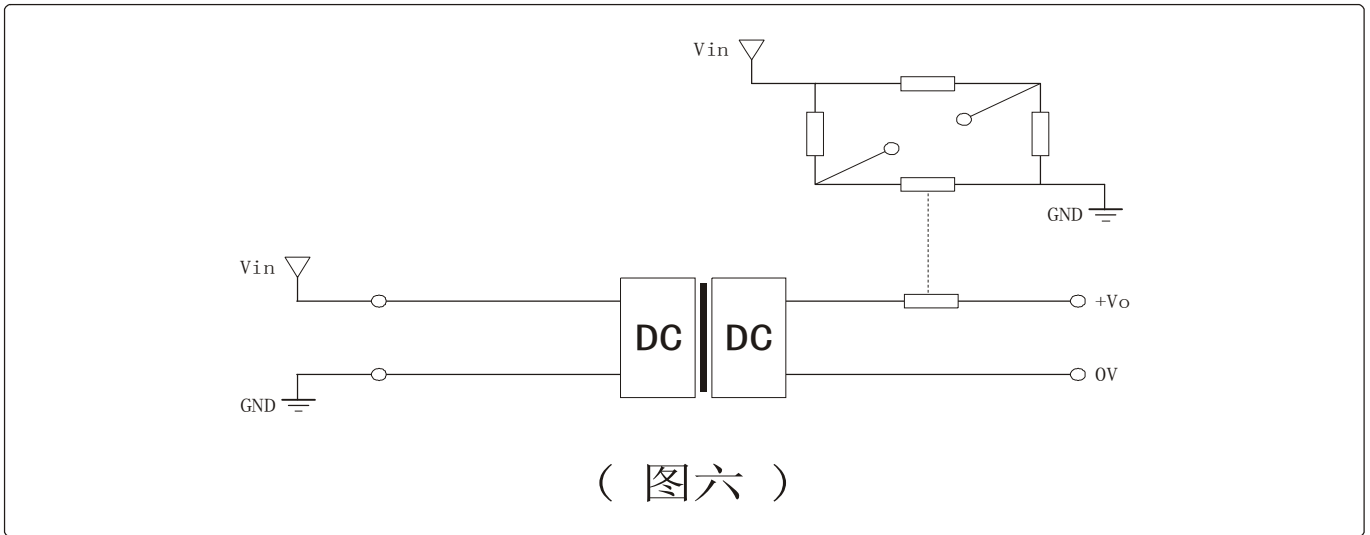 Vin
GND
Vin
DC DC
+Vo
0V
GND
( 图六 )